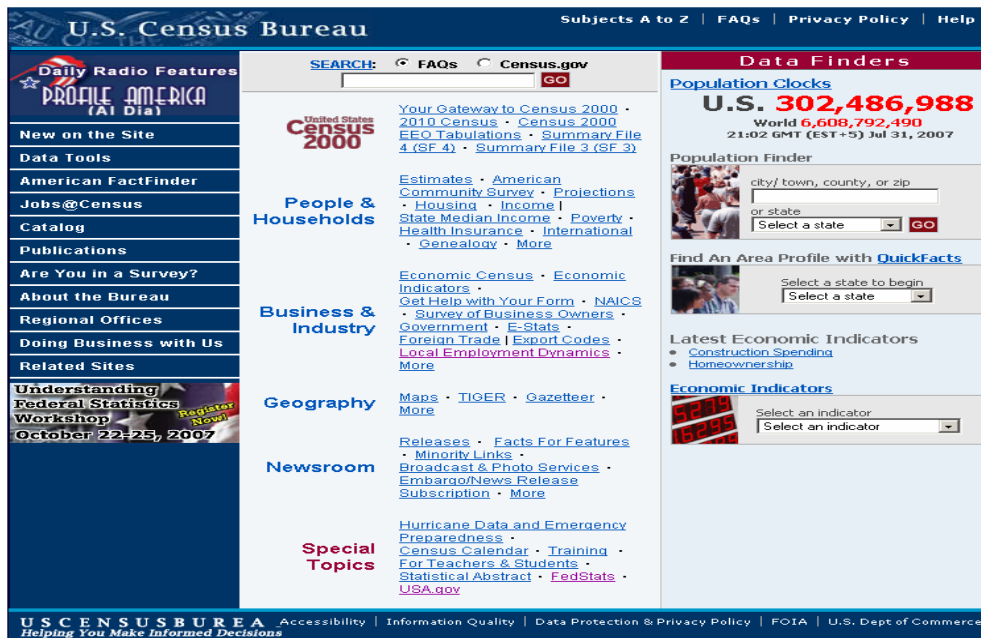 U.S. Census Bureau
Subjects A to Z | FAQs | Privacy Policy | Help
Daily Radio Features
PROFILE AMERICA
(Al Dia)
New on the Site
Data Tools
American FactFinder
Jobs@Census
Catalog
Publications
Are You in a Survey?
About the Bureau
Regional Offices
Doing Business with Us
Related Sites
Understanding
Federal Statistics
Workshop
Register
Now!
October 22-25, 2007
SEARCH: FAQs Census.gov
GO
United States
Census
2000
Your Gateway to Census 2000 ·
2010 Census · Census 2000
EEO Tabulations · Summary File
4 (SF 4) · Summary File 3 (SF 3)
People &
Households
Estimates · American
Community Survey · Projections
· Housing · Income |
State Median Income · Poverty ·
Health Insurance · International
· Genealogy · More
Business &
Industry
Economic Census · Economic
Indicators ·
Get Help with Your Form · NAICS
· Survey of Business Owners ·
Government · E-Stats ·
Foreign Trade | Export Codes ·
Local Employment Dynamics ·
More
Geography
Maps · TIGER · Gazetteer ·
More
Newsroom
Releases · Facts For Features
· Minority Links ·
Broadcast & Photo Services ·
Embargo/News Release
Subscription · More
Special
Topics
Hurricane Data and Emergency
Preparedness ·
Census Calendar · Training ·
For Teachers & Students ·
Statistical Abstract · FedStats ·
USA.gov
Data Finders
Population Clocks
U.S. 302,486,988
World 6,608,792,490
21:02 GMT (EST+5) Jul 31, 2007
Population Finder
city/ town, county, or zip
or state
Select a state GO
Find An Area Profile with QuickFacts
Select a state to begin
Select a state
Latest Economic Indicators
• Construction Spending
• Homeownership
Economic Indicators
Select an indicator
Select an indicator
USCENSUSBUREA
Helping You Make Informed Decisions
Accessibility | Information Quality | Data Protection & Privacy Policy | FOIA | U.S. Dept of Commerce